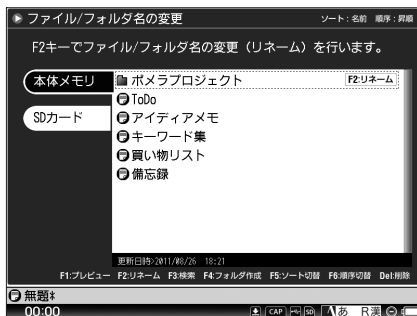 ファイル/フォルダ名の変更 ソート：名前 順序：昇順
F2キーでファイル/フォルダ名の変更（リネーム）を行います。
本体メモリ
SDカード
ポメラプロジェクト F2:リネーム
ToDo
アイディアメモ
キーワード集
買い物リスト
備忘録
更新日時>2011/08/26 18:21
F1:プレビュー F2:リネーム F3:検索 F4:フォルダ作成 F5:ソート切替 F6:順序切替 Del:削除
無題*
00:00 CAP SD あ R漢